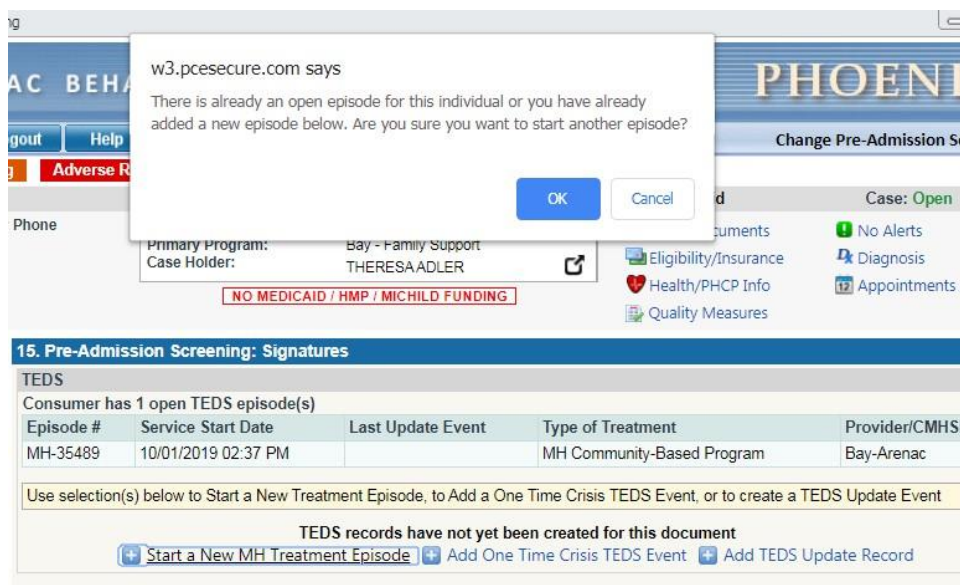 w3.pcesecure.com says
There is already an open episode for this individual or you have already
added a new episode below. Are you sure you want to start another episode?
OK Cancel
AC BEHA
PHOENI
gout Help
Change Pre-Admission S
Adverse R
Case: Open
Phone
No Alerts
Primary Program: Bay - Family Support
Eligibility/Insurance
Diagnosis
Case Holder: THERESAADLER
Health/PHCP Info
Appointments
NO MEDICAID / HMP / MICHILD FUNDING
Quality Measures
15. Pre-Admission Screening: Signatures
TEDS
Consumer has 1 open TEDS episode(s)
Episode # Service Start Date Last Update Event Type of Treatment Provider/CMHS
MH-35489 10/01/2019 02:37 PM MH Community-Based Program Bay-Arenac
Use selection(s) below to Start a New Treatment Episode, to Add a One Time Crisis TEDS Event, or to create a TEDS Update Event
TEDS records have not yet been created for this document
Start a New MH Treatment Episode Add One Time Crisis TEDS Event Add TEDS Update Record